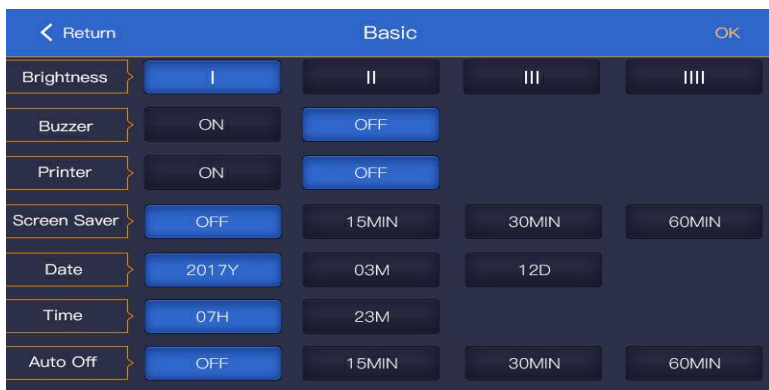 Return Basic OK
Brightness I II III IIII
Buzzer ON OFF
Printer ON OFF
Screen Saver OFF 15MIN 30MIN 60MIN
Date 2017Y 03M 12D
Time 07H 23M
Auto Off OFF 15MIN 30MIN 60MIN